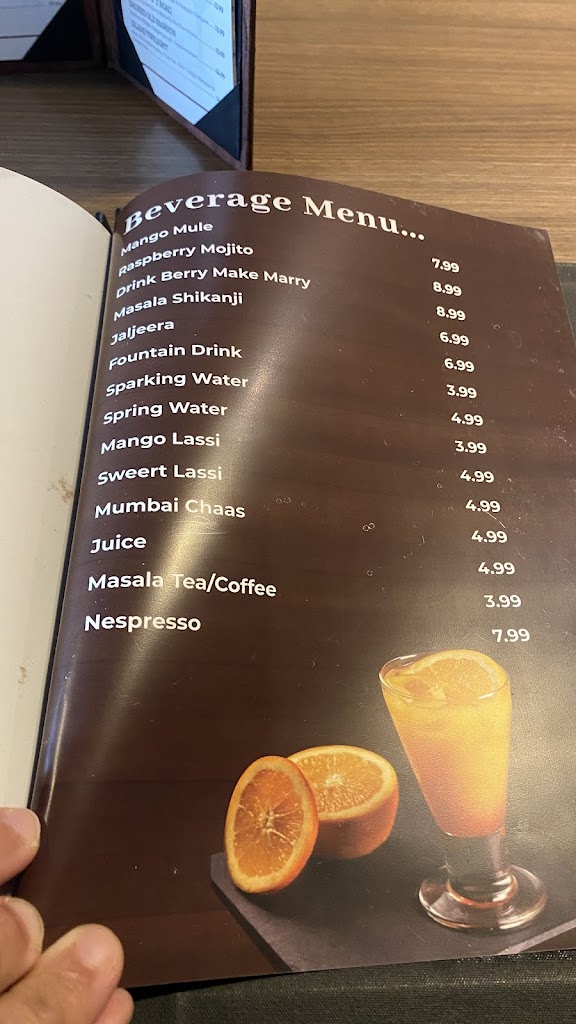 Beverage Menu...
Mango Mule 7.99
Raspberry Mojito 8.99
Drink Berry Make Marry 8.99
Masala Shikanji 6.99
Jaljeera 6.99
Fountain Drink 3.99
Sparking Water 4.99
Spring Water 3.99
Mango Lassi 4.99
Sweert Lassi 4.99
Mumbai Chaas 4.99
Juice 4.99
Masala Tea/Coffee 3.99
Nespresso 7.99